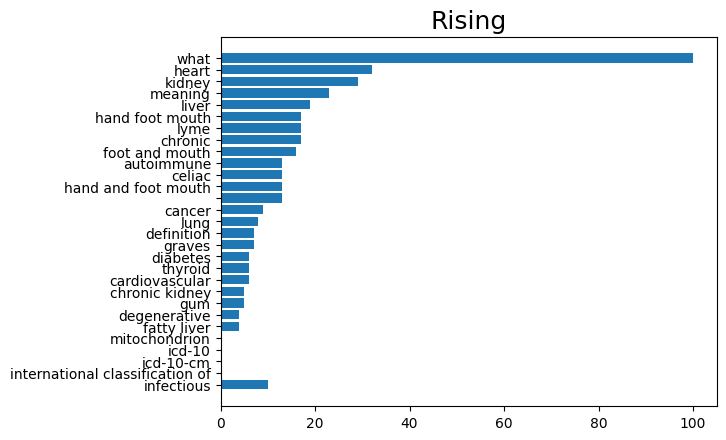 Rising
what
heart
kidney
meaning
liver
hand foot mouth
lyme
chronic
foot and mouth
autoimmune
celiac
hand and foot mouth
cancer
lung
definition
graves
diabetes
thyroid
cardiovascular
chronic kidney
gum
degenerative
fatty liver
mitochondrion
icd-10
icd-10-cm
international classification of
infectious
0 20 40 60 80 100